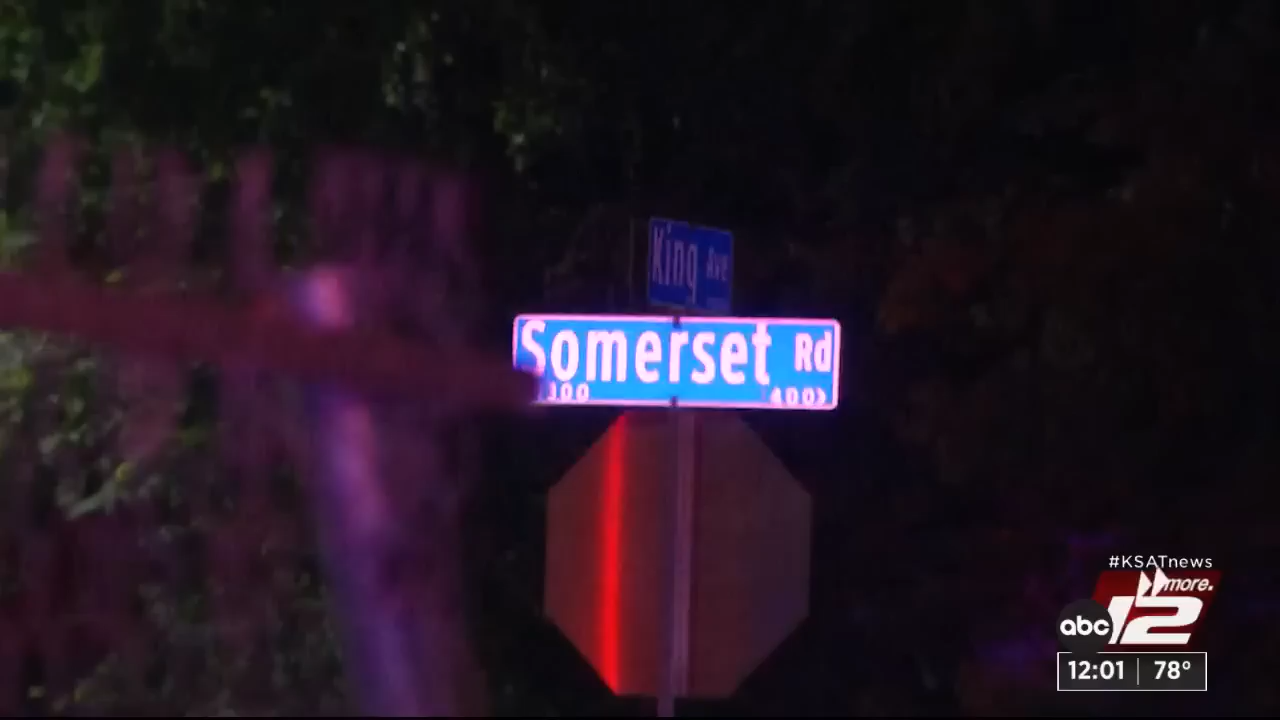 King Ave
Somerset Rd
300 400>
#KSATnews
more.
abc 12
12:01 78°